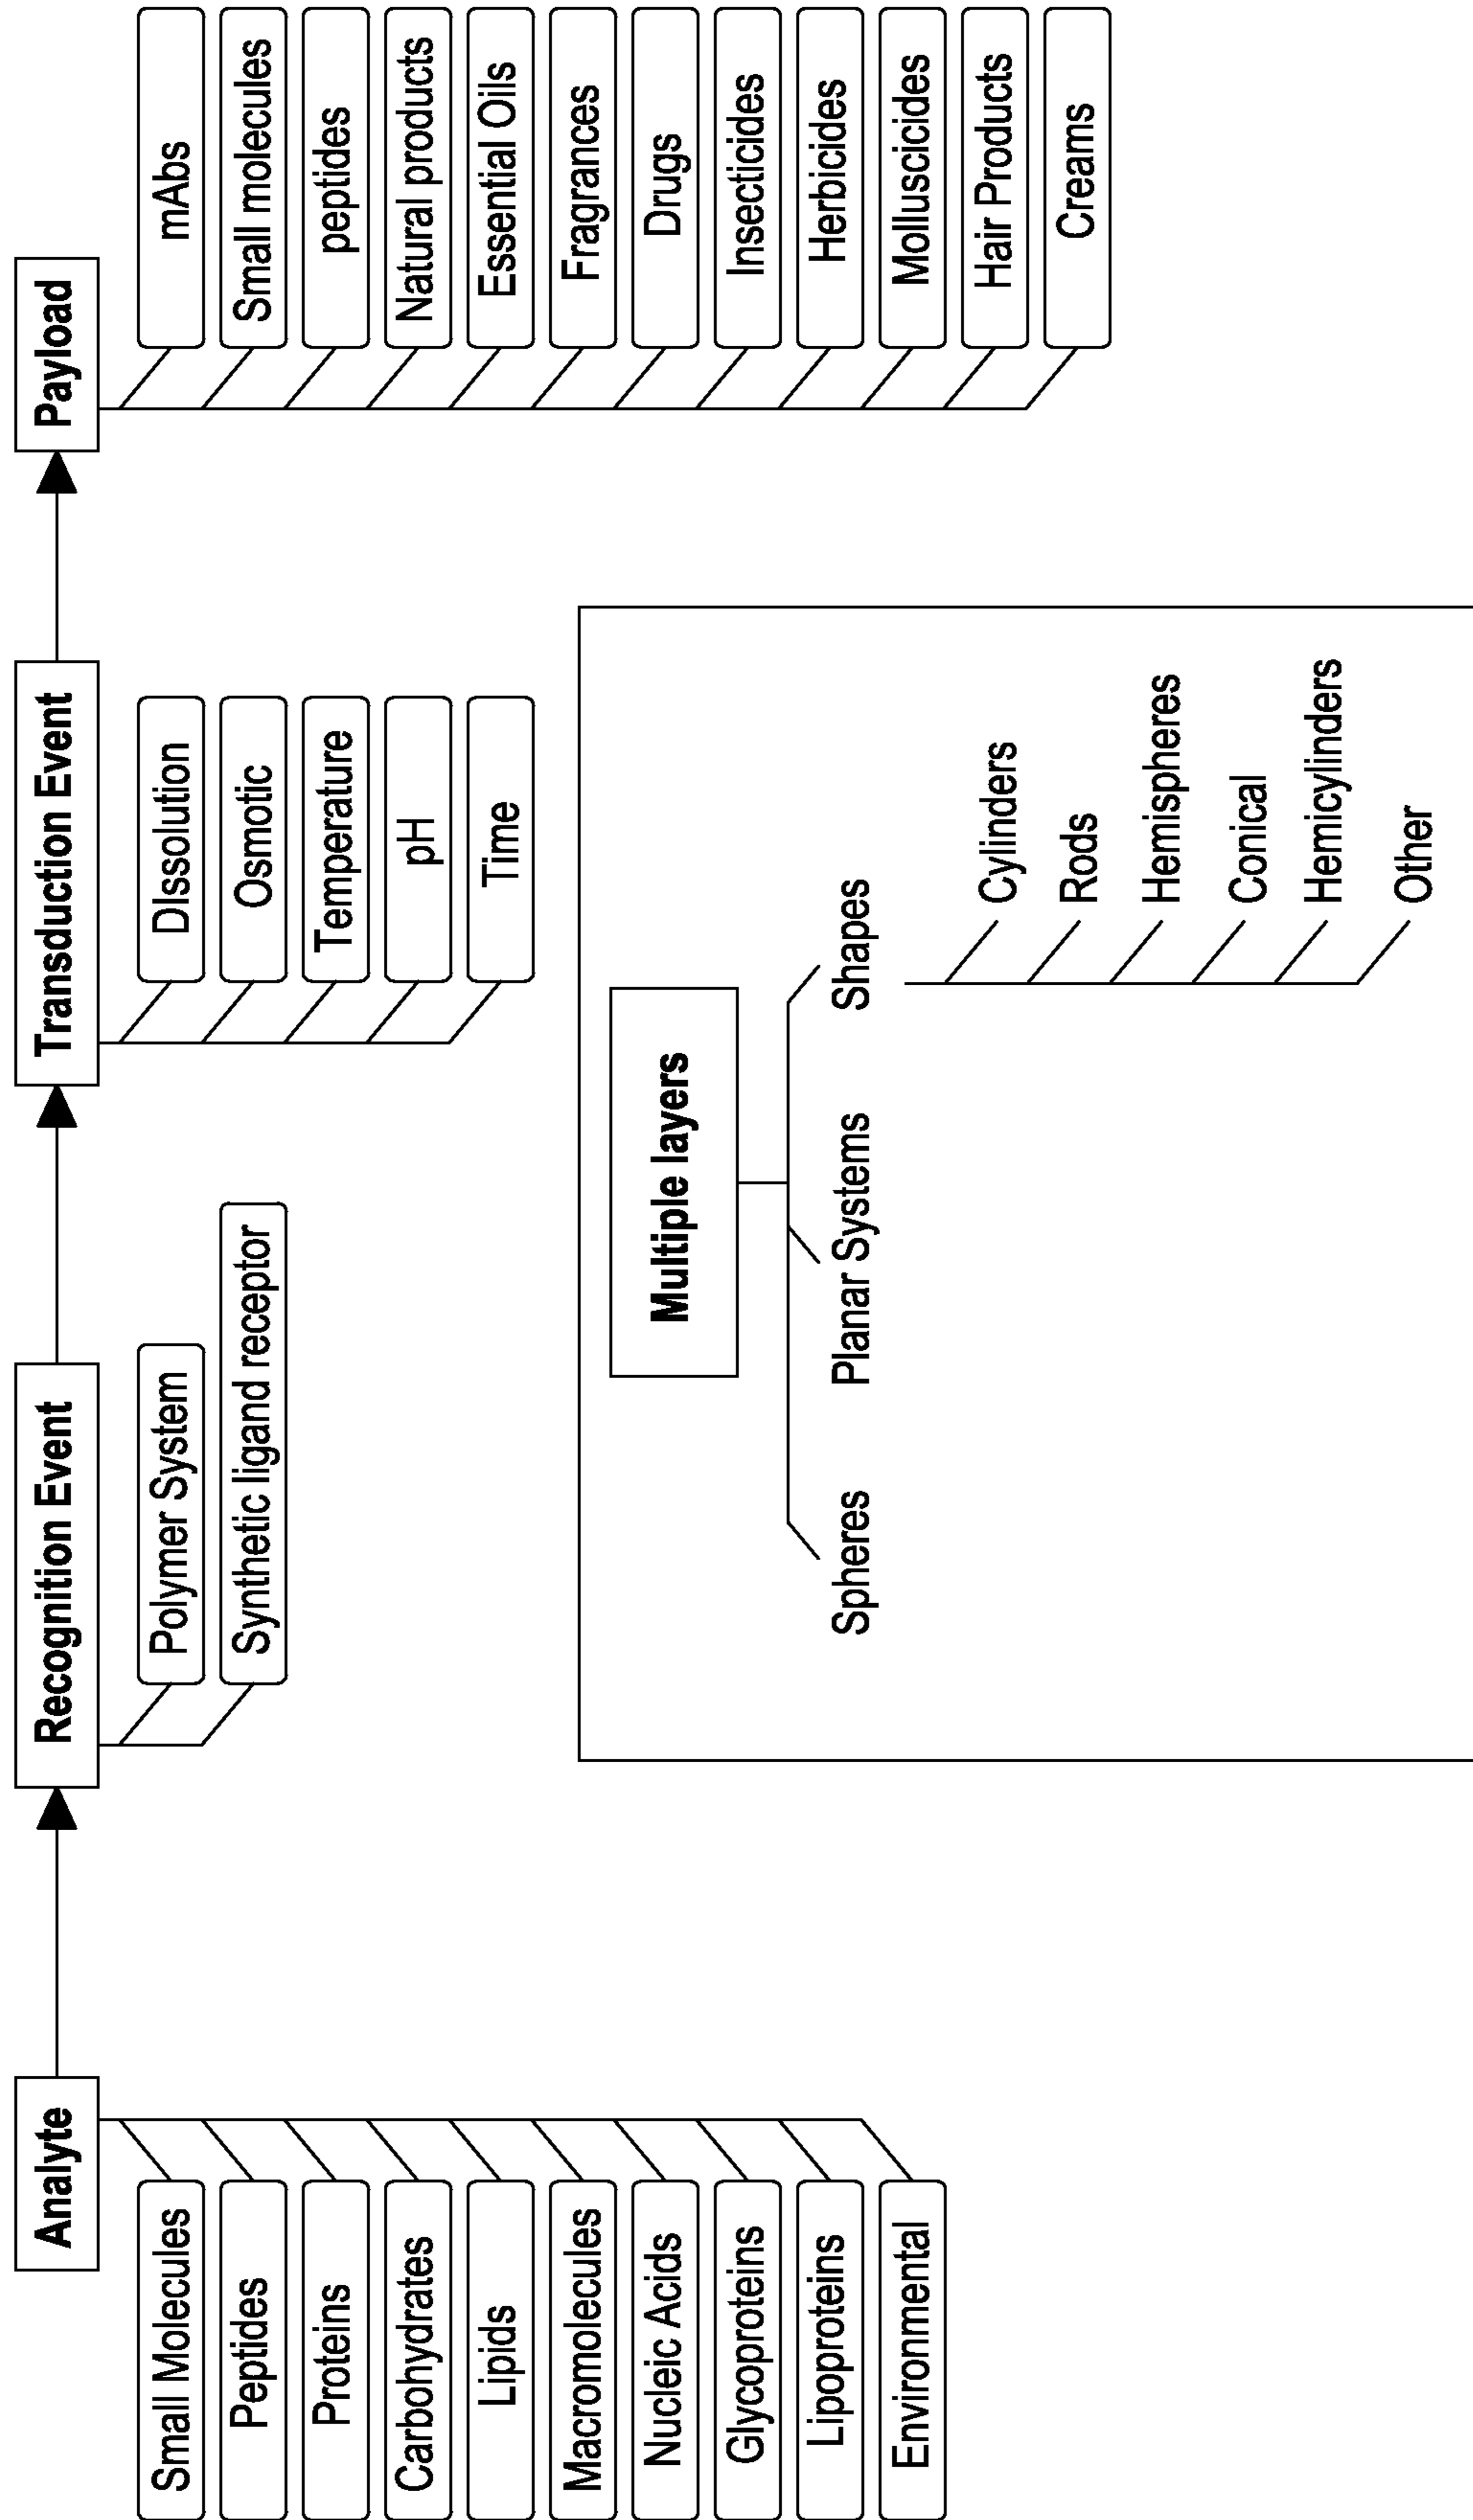 Analyte
Small Molecules
Peptides
Proteins
Carbohydrates
Lipids
Macromolecules
Nucleic Acids
Glycoproteins
Lipoproteins
Environmental
Recognition Event
Polymer System
Synthetic ligand receptor
Transduction Event
DIssolution
Osmotic
Temperature
pH
Time
Payload
mAbs
Small molecules
peptides
Natural products
Essential Oils
Fragrances
Drugs
Insecticides
Herbicides
Molluscicides
Hair Products
Creams
Multiple layers
Spheres
Planar Systems
Shapes
Cylinders
Rods
Hemispheres
Conical
Hemicylinders
Other